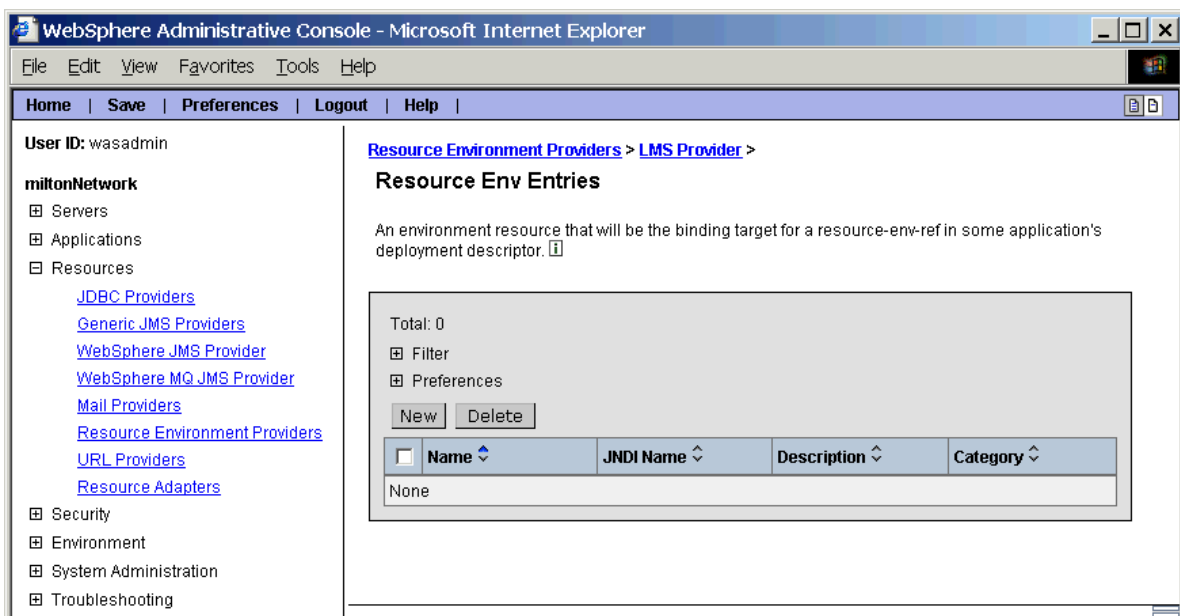 WebSphere Administrative Console - Microsoft Internet Explorer
File Edit View Favorites Tools Help
Home | Save | Preferences | Logout | Help |
User ID: wasadmin
miltonNetwork
Servers
Applications
Resources
JDBC Providers
Generic JMS Providers
WebSphere JMS Provider
WebSphere MQ JMS Provider
Mail Providers
Resource Environment Providers
URL Providers
Resource Adapters
Security
Environment
System Administration
Troubleshooting
Resource Environment Providers > LMS Provider >
Resource Env Entries
An environment resource that will be the binding target for a resource-env-ref in some application's
deployment descriptor. i
Total: 0
Filter
Preferences
New Delete
Name JNDI Name Description Category
None